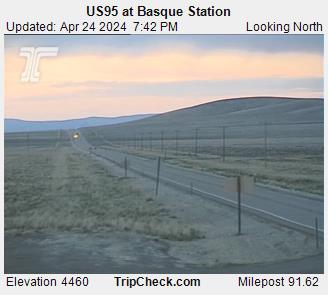 US95 at Basque Station
Updated: Apr 24 2024 7:42 PM Looking North
Elevation 4460 TripCheck.com Milepost 91.62